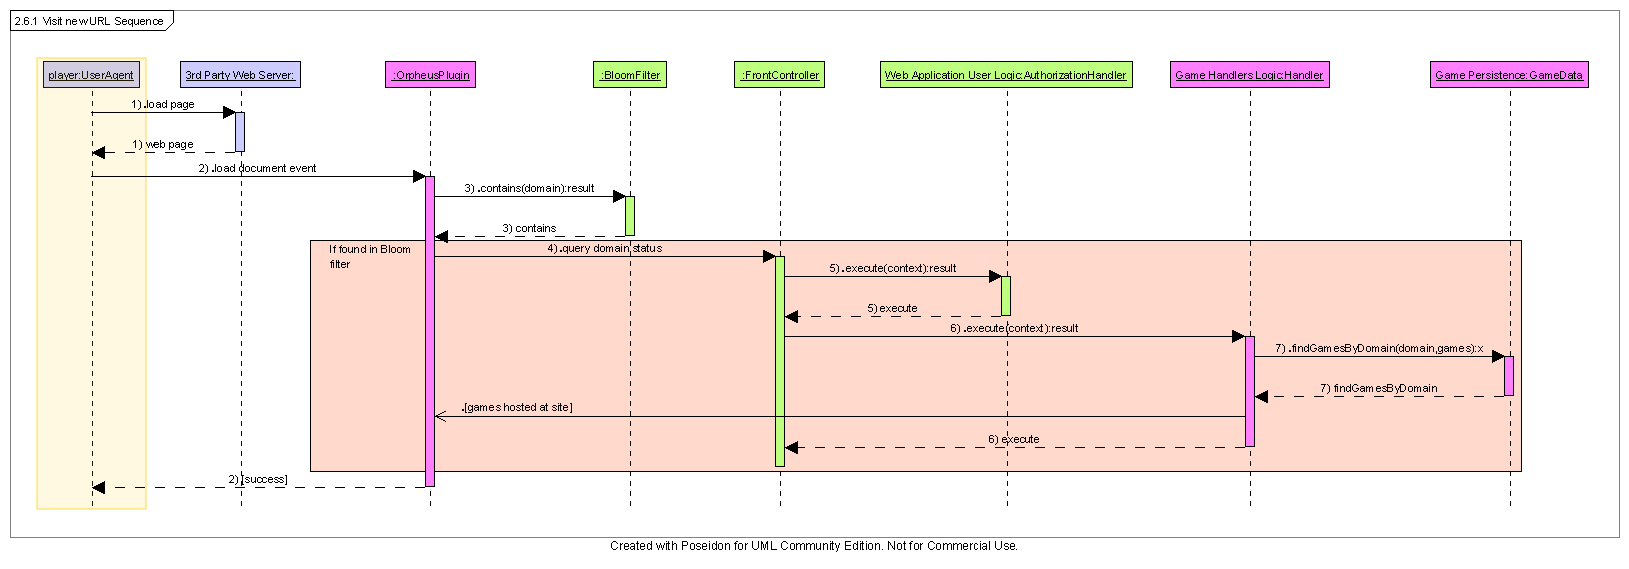 2.6.1 Visit new URL Sequence
player:UserAgent
3rd Party Web Server:
:OrpheusPlugin
:BloomFilter
:FrontController
Web Application User Logic:AuthorizationHandler
Game Handlers Logic:Handler
Game Persistence:GameData
1) .load page
1) web page
2) .load document event
3) .contains(domain):result
3) contains
If found in Bloom
filter
4) .query domain status
5) .execute(context):result
5) execute
6) .execute(context):result
7) .findGamesByDomain(domain,games):x
7) findGamesByDomain
.[games hosted at site]
6) execute
2) [success]
Created with Poseidon for UML Community Edition. Not for Commercial Use.